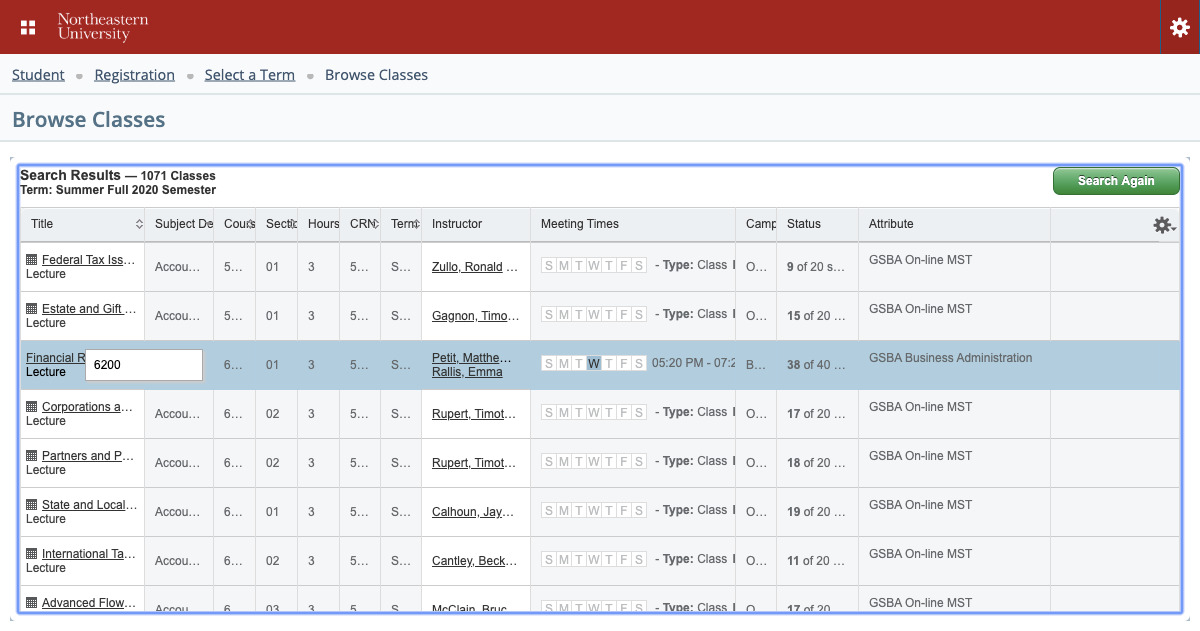 Northeastern
University
Student Registration Select a Term Browse Classes
Browse Classes
Search Results — 1071 Classes
Term: Summer Full 2020 Semester
Search Again
Title Subject De Cours Sectic Hours CRN Term Instructor Meeting Times Camp Status Attribute
Federal Tax Iss...
Lecture
Accou... 5... 01 3 5... S... Zullo, Ronald ... S M T W T F S - Type: Class O... 9 of 20 s... GSBA On-line MST
Estate and Gift ...
Lecture
Accou... 5... 01 3 5... S... Gagnon, Timo... S M T W T F S - Type: Class O... 15 of 20 ... GSBA On-line MST
Financial R
Lecture
6200
6... 01 3 5... S... Petit, Matthe...
Rallis, Emma
S M T W T F S 05:20 PM - 07:2 B... 38 of 40 ... GSBA Business Administration
Corporations a...
Lecture
Accou... 6... 02 3 5... S... Rupert, Timot... S M T W T F S - Type: Class O... 17 of 20 ... GSBA On-line MST
Partners and P...
Lecture
Accou... 6... 02 3 5... S... Rupert, Timot... S M T W T F S - Type: Class O... 18 of 20 ... GSBA On-line MST
State and Local...
Lecture
Accou... 6... 01 3 5... S... Calhoun, Jay... S M T W T F S - Type: Class O... 19 of 20 ... GSBA On-line MST
International Ta...
Lecture
Accou... 6... 02 3 5... S... Cantley, Beck... S M T W T F S - Type: Class O... 11 of 20 ... GSBA On-line MST
Advanced Flow...
Lecture
Accou... 6... 03 3 5... S... McClain, Bruc... S M T W T F S - Type: Class O... 17 of 20 ... GSBA On-line MST